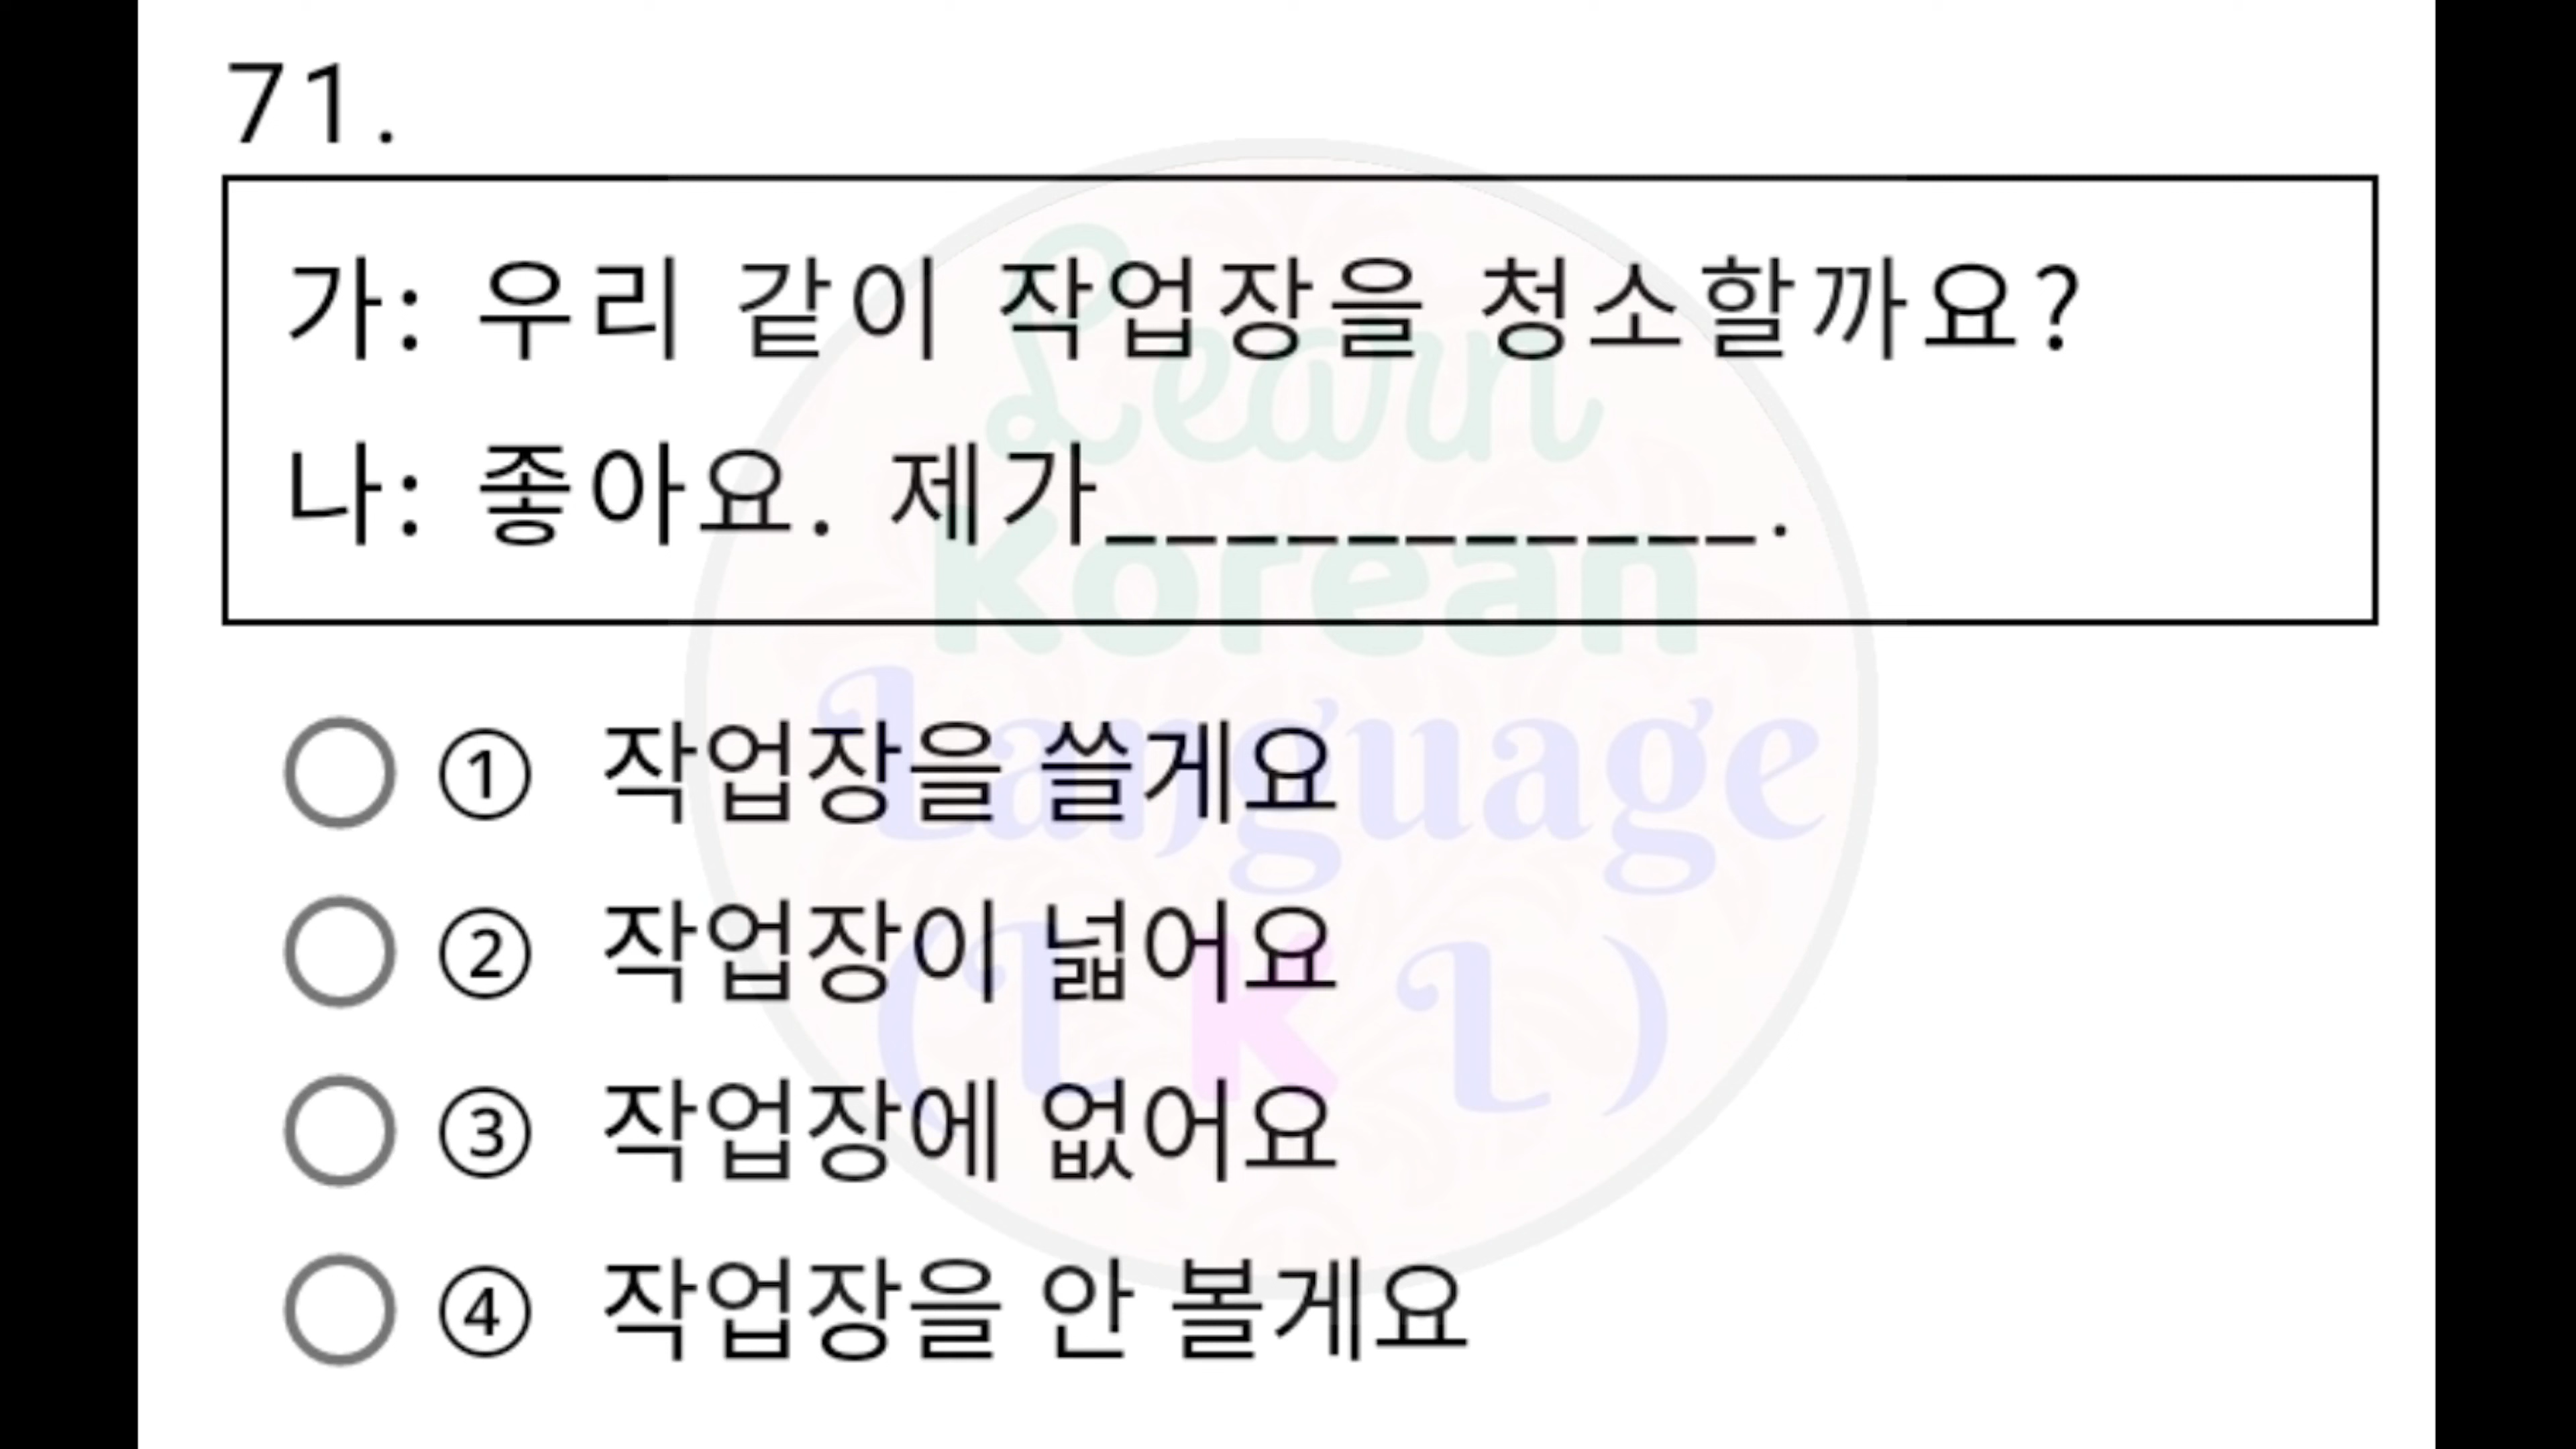 71.
가: 우리 같이 작업장을 청소할까요?
나: 좋아요. 제가____________.
① 작업장을 쓸게요
② 작업장이 넓어요
③ 작업장에 없어요
④ 작업장을 안 볼게요
Learn
Korean
Language
(L K L)